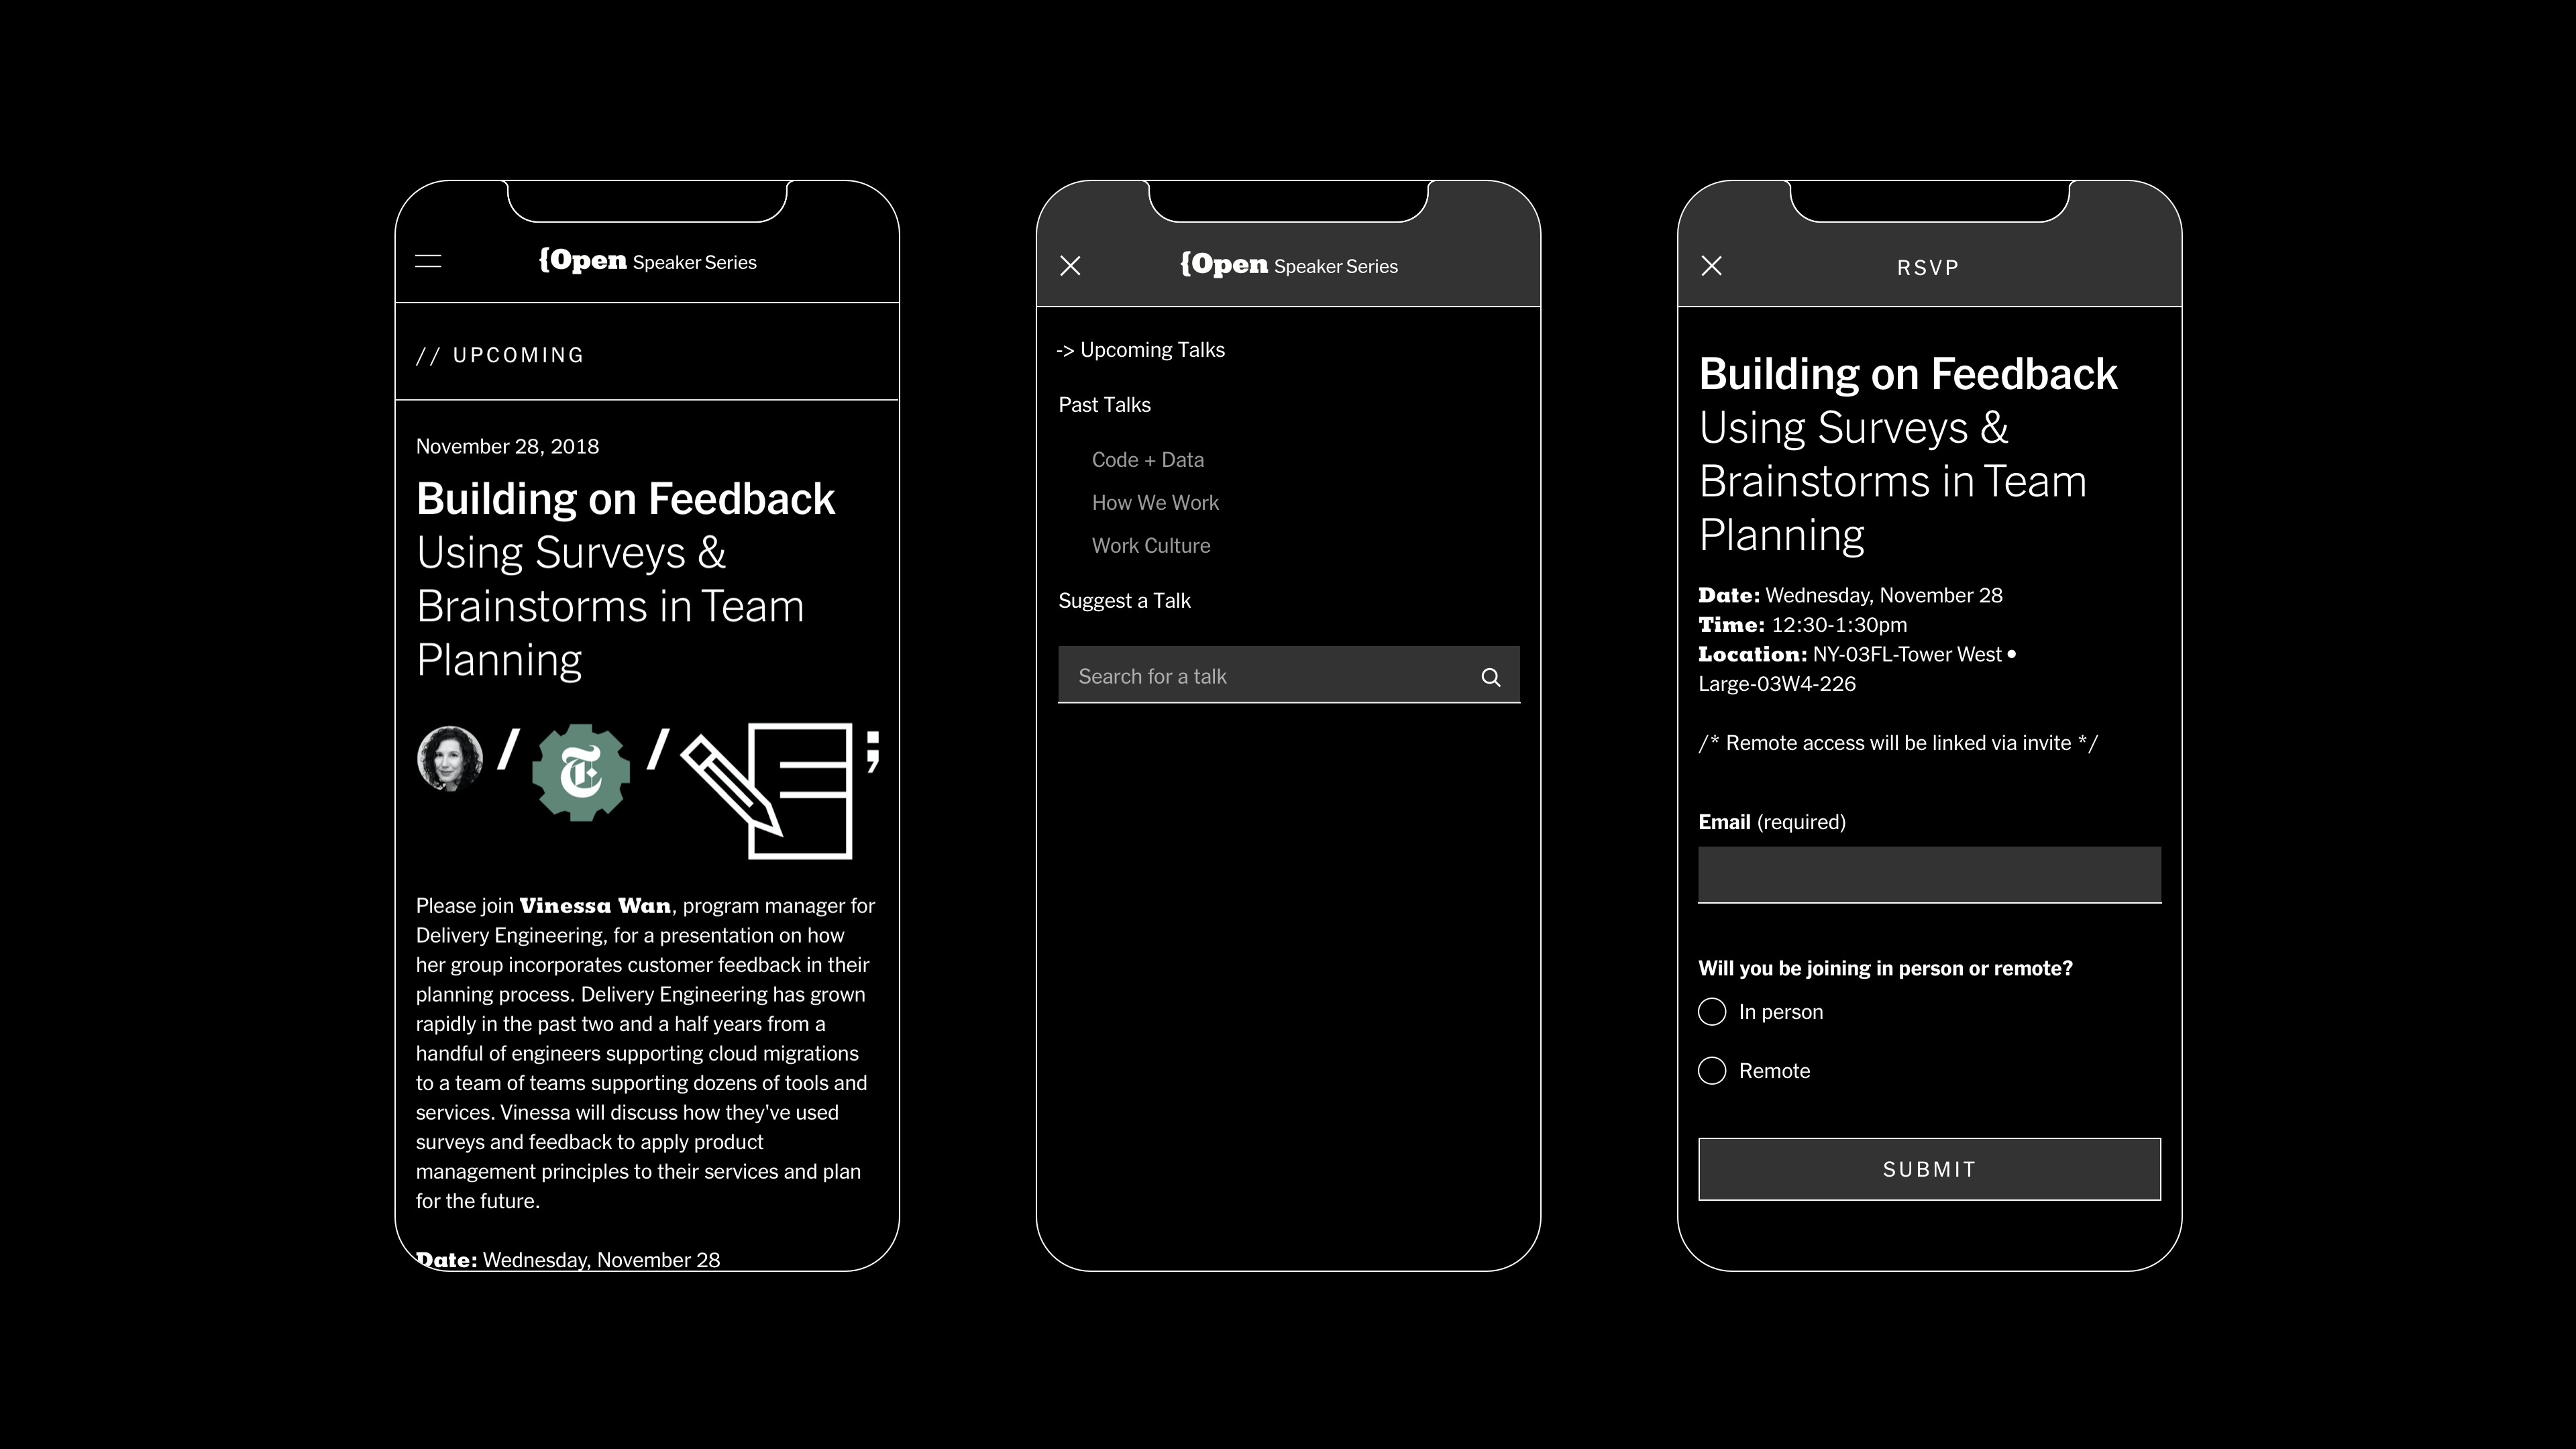 {Open Speaker Series
// UPCOMING
November 28, 2018
Building on Feedback
Using Surveys &
Brainstorms in Team
Planning
/ T / ;
Please join Vinessa Wan, program manager for
Delivery Engineering, for a presentation on how
her group incorporates customer feedback in their
planning process. Delivery Engineering has grown
rapidly in the past two and a half years from a
handful of engineers supporting cloud migrations
to a team of teams supporting dozens of tools and
services. Vinessa will discuss how they've used
surveys and feedback to apply product
management principles to their services and plan
for the future.
Date: Wednesday, November 28
{Open Speaker Series
-> Upcoming Talks
Past Talks
Code + Data
How We Work
Work Culture
Suggest a Talk
Search for a talk
RSVP
Building on Feedback
Using Surveys &
Brainstorms in Team
Planning
Date: Wednesday, November 28
Time: 12:30-1:30pm
Location: NY-03FL-Tower West •
Large-03W4-226
/* Remote access will be linked via invite */
Email (required)
Will you be joining in person or remote?
In person
Remote
SUBMIT